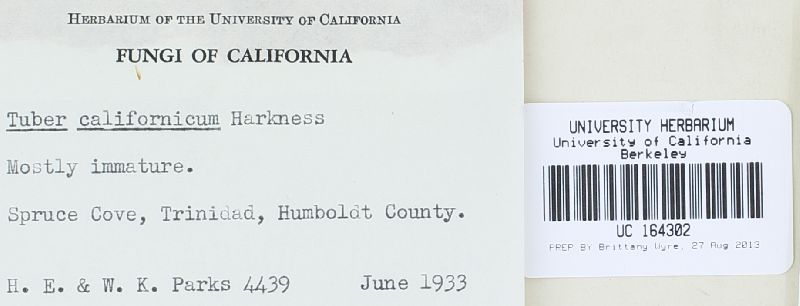 Herbarium of the University of California
FUNGI OF CALIFORNIA
Tuber californicum Harkness
Mostly immature.
Spruce Cove, Trinidad, Humboldt County.
H. E. & W. K. Parks 4439 June 1933
UNIVERSITY HERBARIUM
University of California
Berkeley
UC 164302
PREP BY Brittany Wyre, 27 Aug 2013